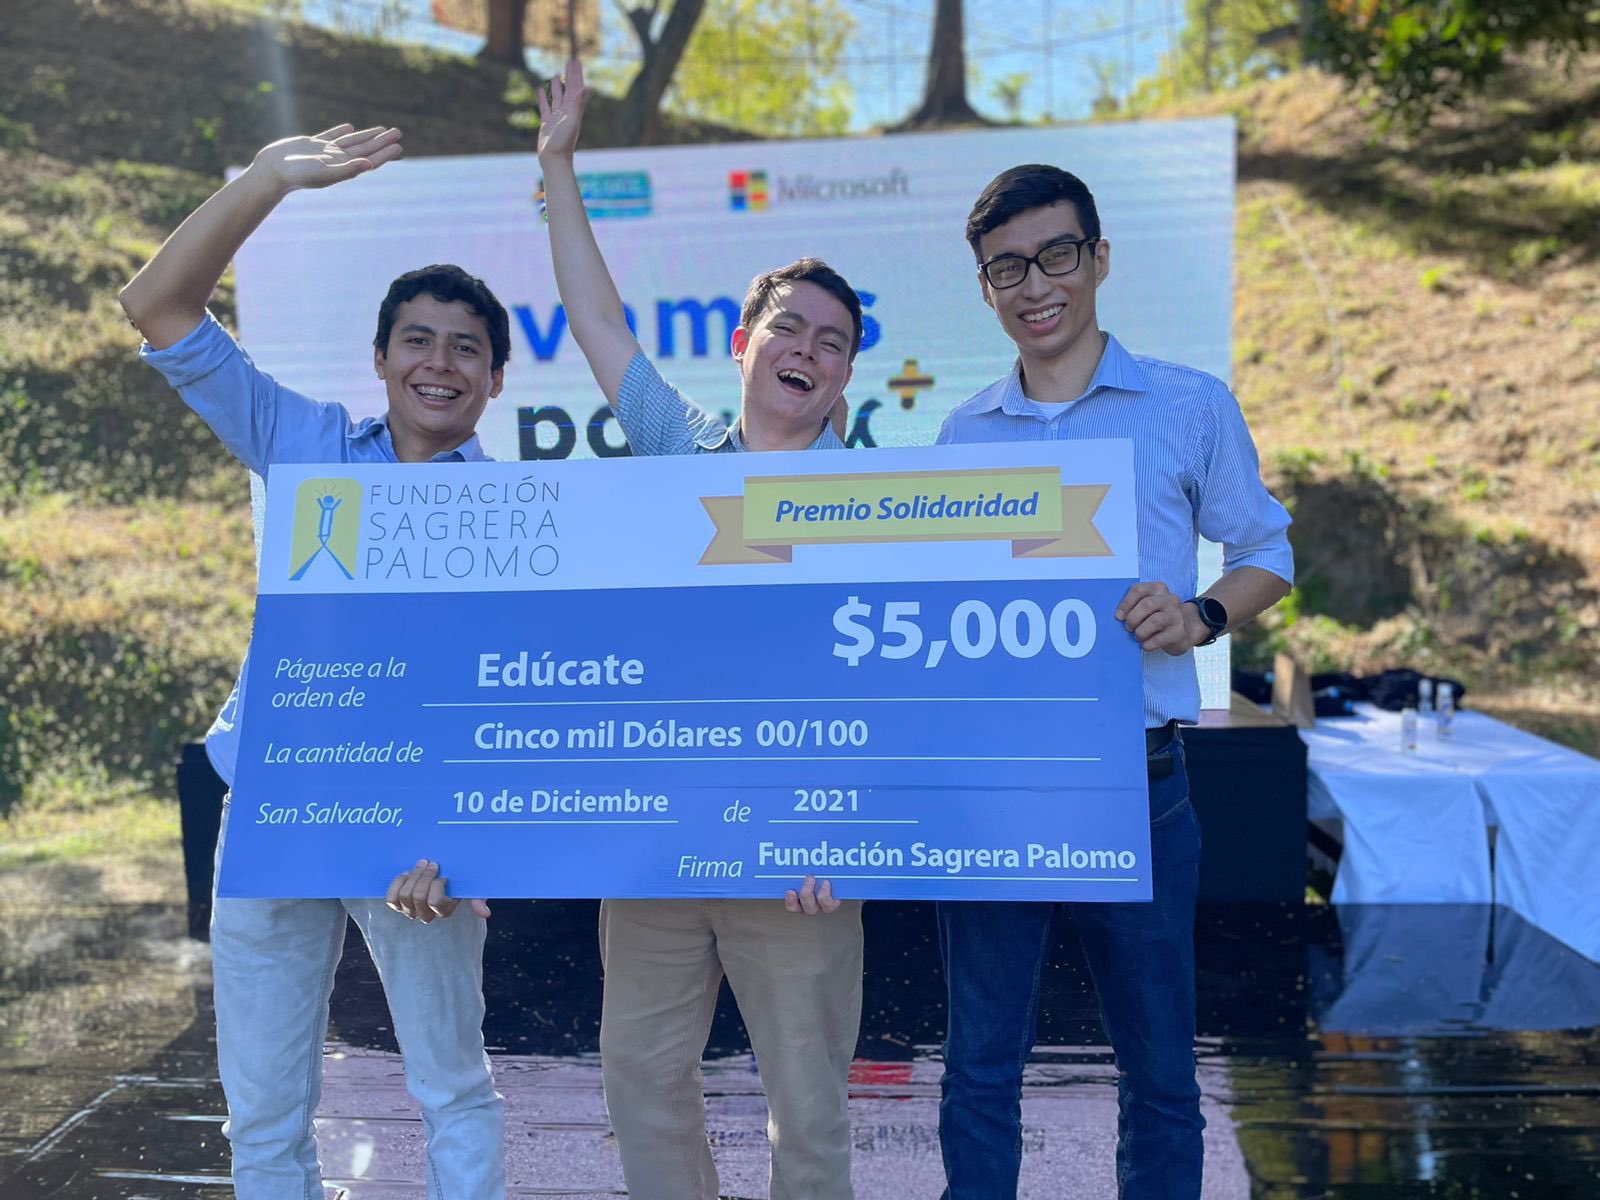 Microsoft
vamos
FUNDACIÓN
SAGRERA
PALOMO
Premio Solidaridad
$5,000
Páguese a la
orden de
Edúcate
La cantidad de
Cinco mil Dólares 00/100
San Salvador,
10 de Diciembre
de
2021
Firma
Fundación Sagrera Palomo